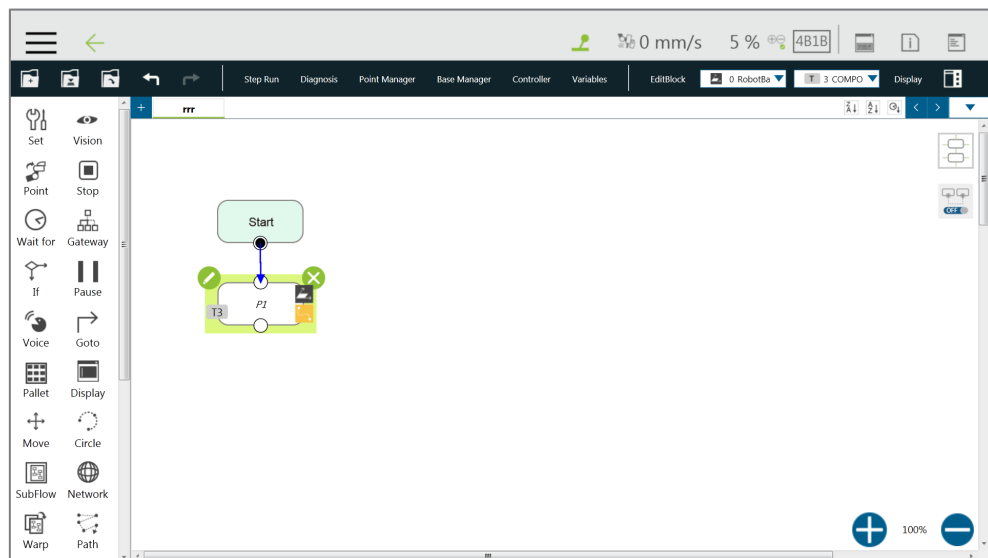 0 mm/s 5 % 4B1B
Step Run Diagnosis Point Manager Base Manager Controller Variables EditBlock 0 RobotBa T 3 COMPO Display
+ rrr
Set Vision
Point Stop
Wait for Gateway
If Pause
Voice Goto
Pallet Display
Move Circle
SubFlow Network
Warp Path
Start
T3 P1
OFF
100%